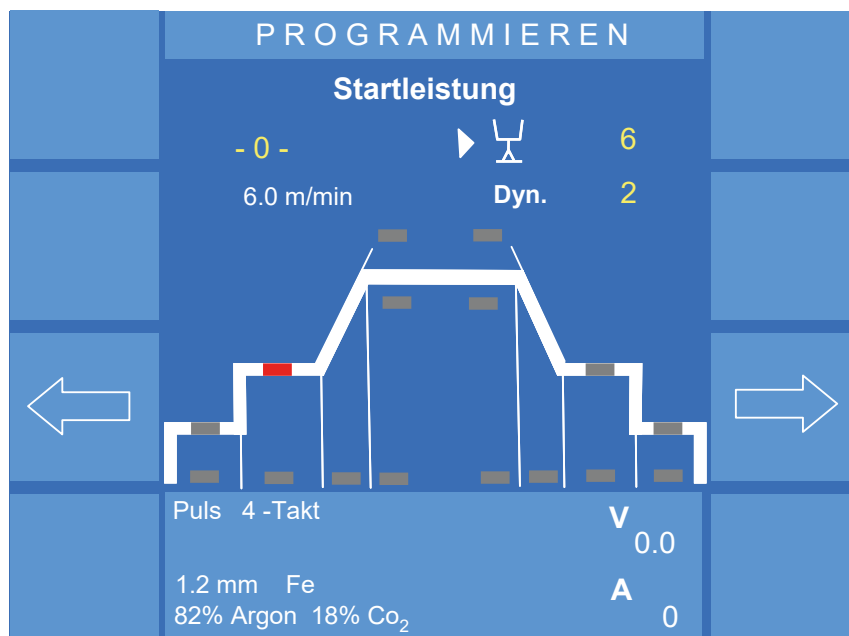 PROGRAMMIEREN
Startleistung
- 0 - 6
6.0 m/min Dyn. 2
Puls 4 -Takt V
0.0
1.2 mm Fe A
82% Argon 18% Co₂ 0